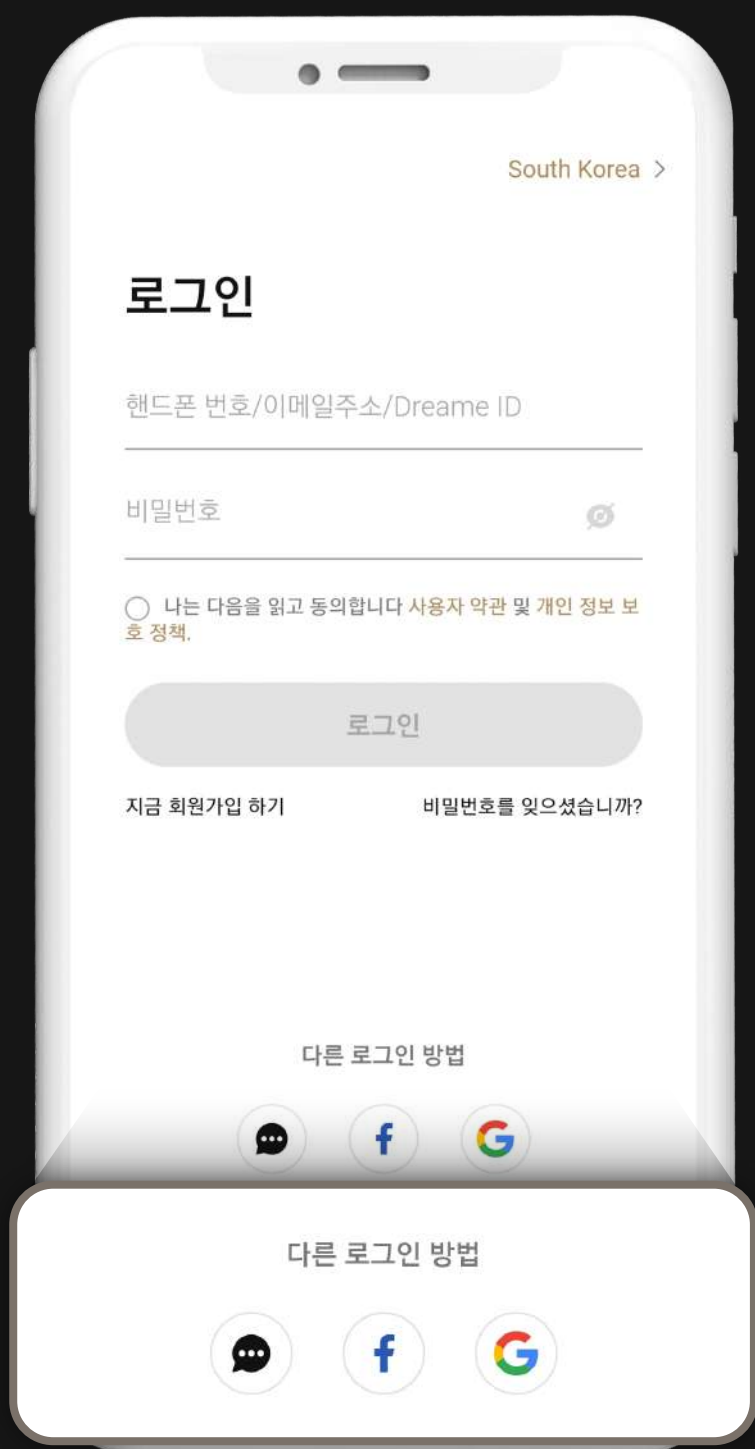 South Korea >
로그인
핸드폰 번호/이메일주소/Dreame ID
비밀번호
나는 다음을 읽고 동의합니다 사용자 약관 및 개인 정보 보
호 정책.
로그인
지금 회원가입 하기 비밀번호를 잊으셨습니까?
다른 로그인 방법
다른 로그인 방법